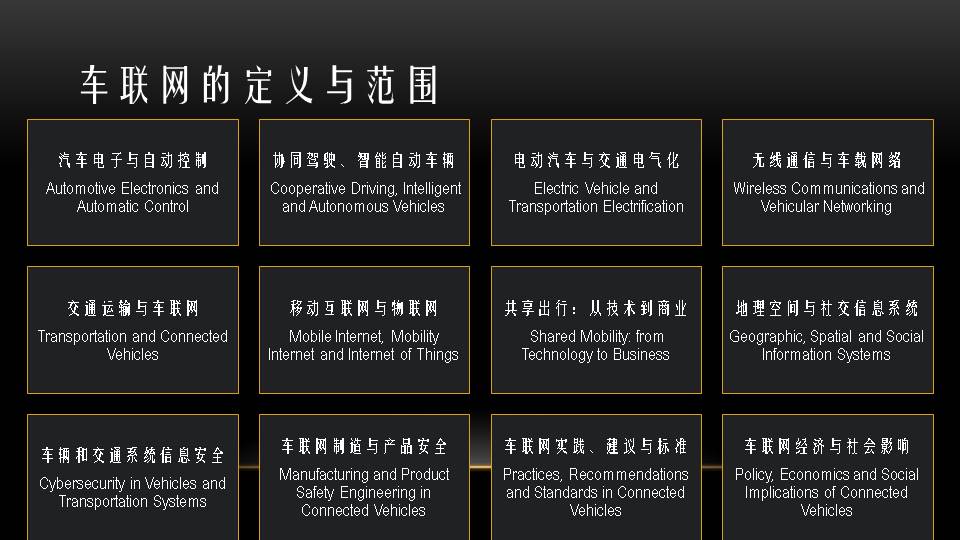 车联网的定义与范围
汽车电子与自动控制
Automotive Electronics and
Automatic Control
协同驾驶、智能自动车辆
Cooperative Driving, Intelligent
and Autonomous Vehicles
电动汽车与交通电气化
Electric Vehicle and
Transportation Electrification
无线通信与车载网络
Wireless Communications and
Vehicular Networking
交通运输与车联网
Transportation and Connected
Vehicles
移动互联网与物联网
Mobile Internet, Mobility
Internet and Internet of Things
共享出行：从技术到商业
Shared Mobility: from
Technology to Business
地理空间与社交信息系统
Geographic, Spatial and Social
Information Systems
车辆和交通系统信息安全
Cybersecurity in Vehicles and
Transportation Systems
车联网制造与产品安全
Manufacturing and Product
Safety Engineering in
Connected Vehicles
车联网实践、建议与标准
Practices, Recommendations
and Standards in Connected
Vehicles
车联网经济与社会影响
Policy, Economics and Social
Implications of Connected
Vehicles